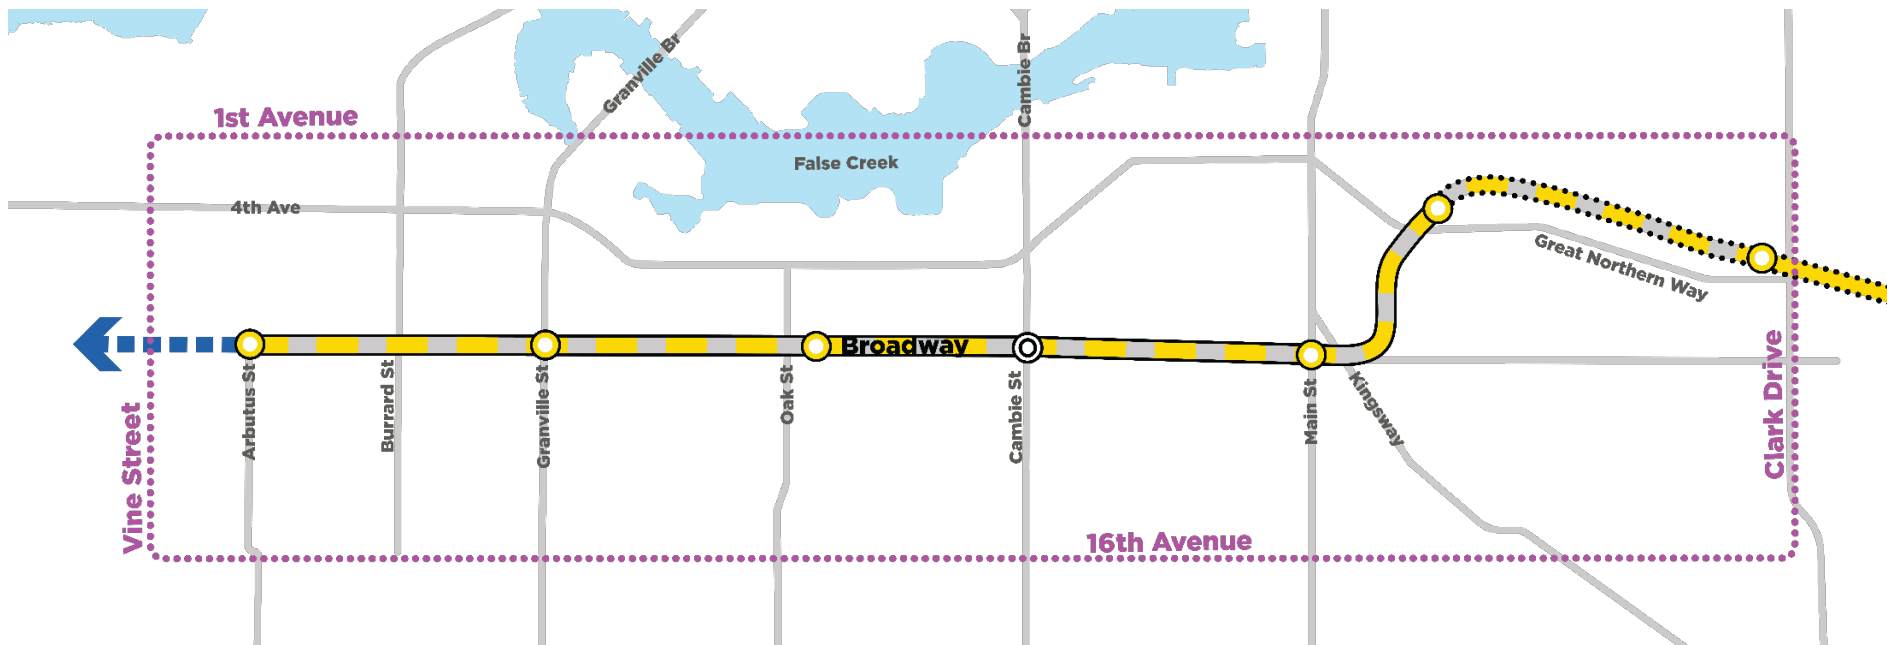 Granville Br
Cambie Br
1st Avenue
False Creek
4th Ave
Great Northern Way
Broadway
Arbutus St
Burrard St
Granville St
Oak St
Cambie St
Main St
Kingsway
Clark Drive
Vine Street
16th Avenue